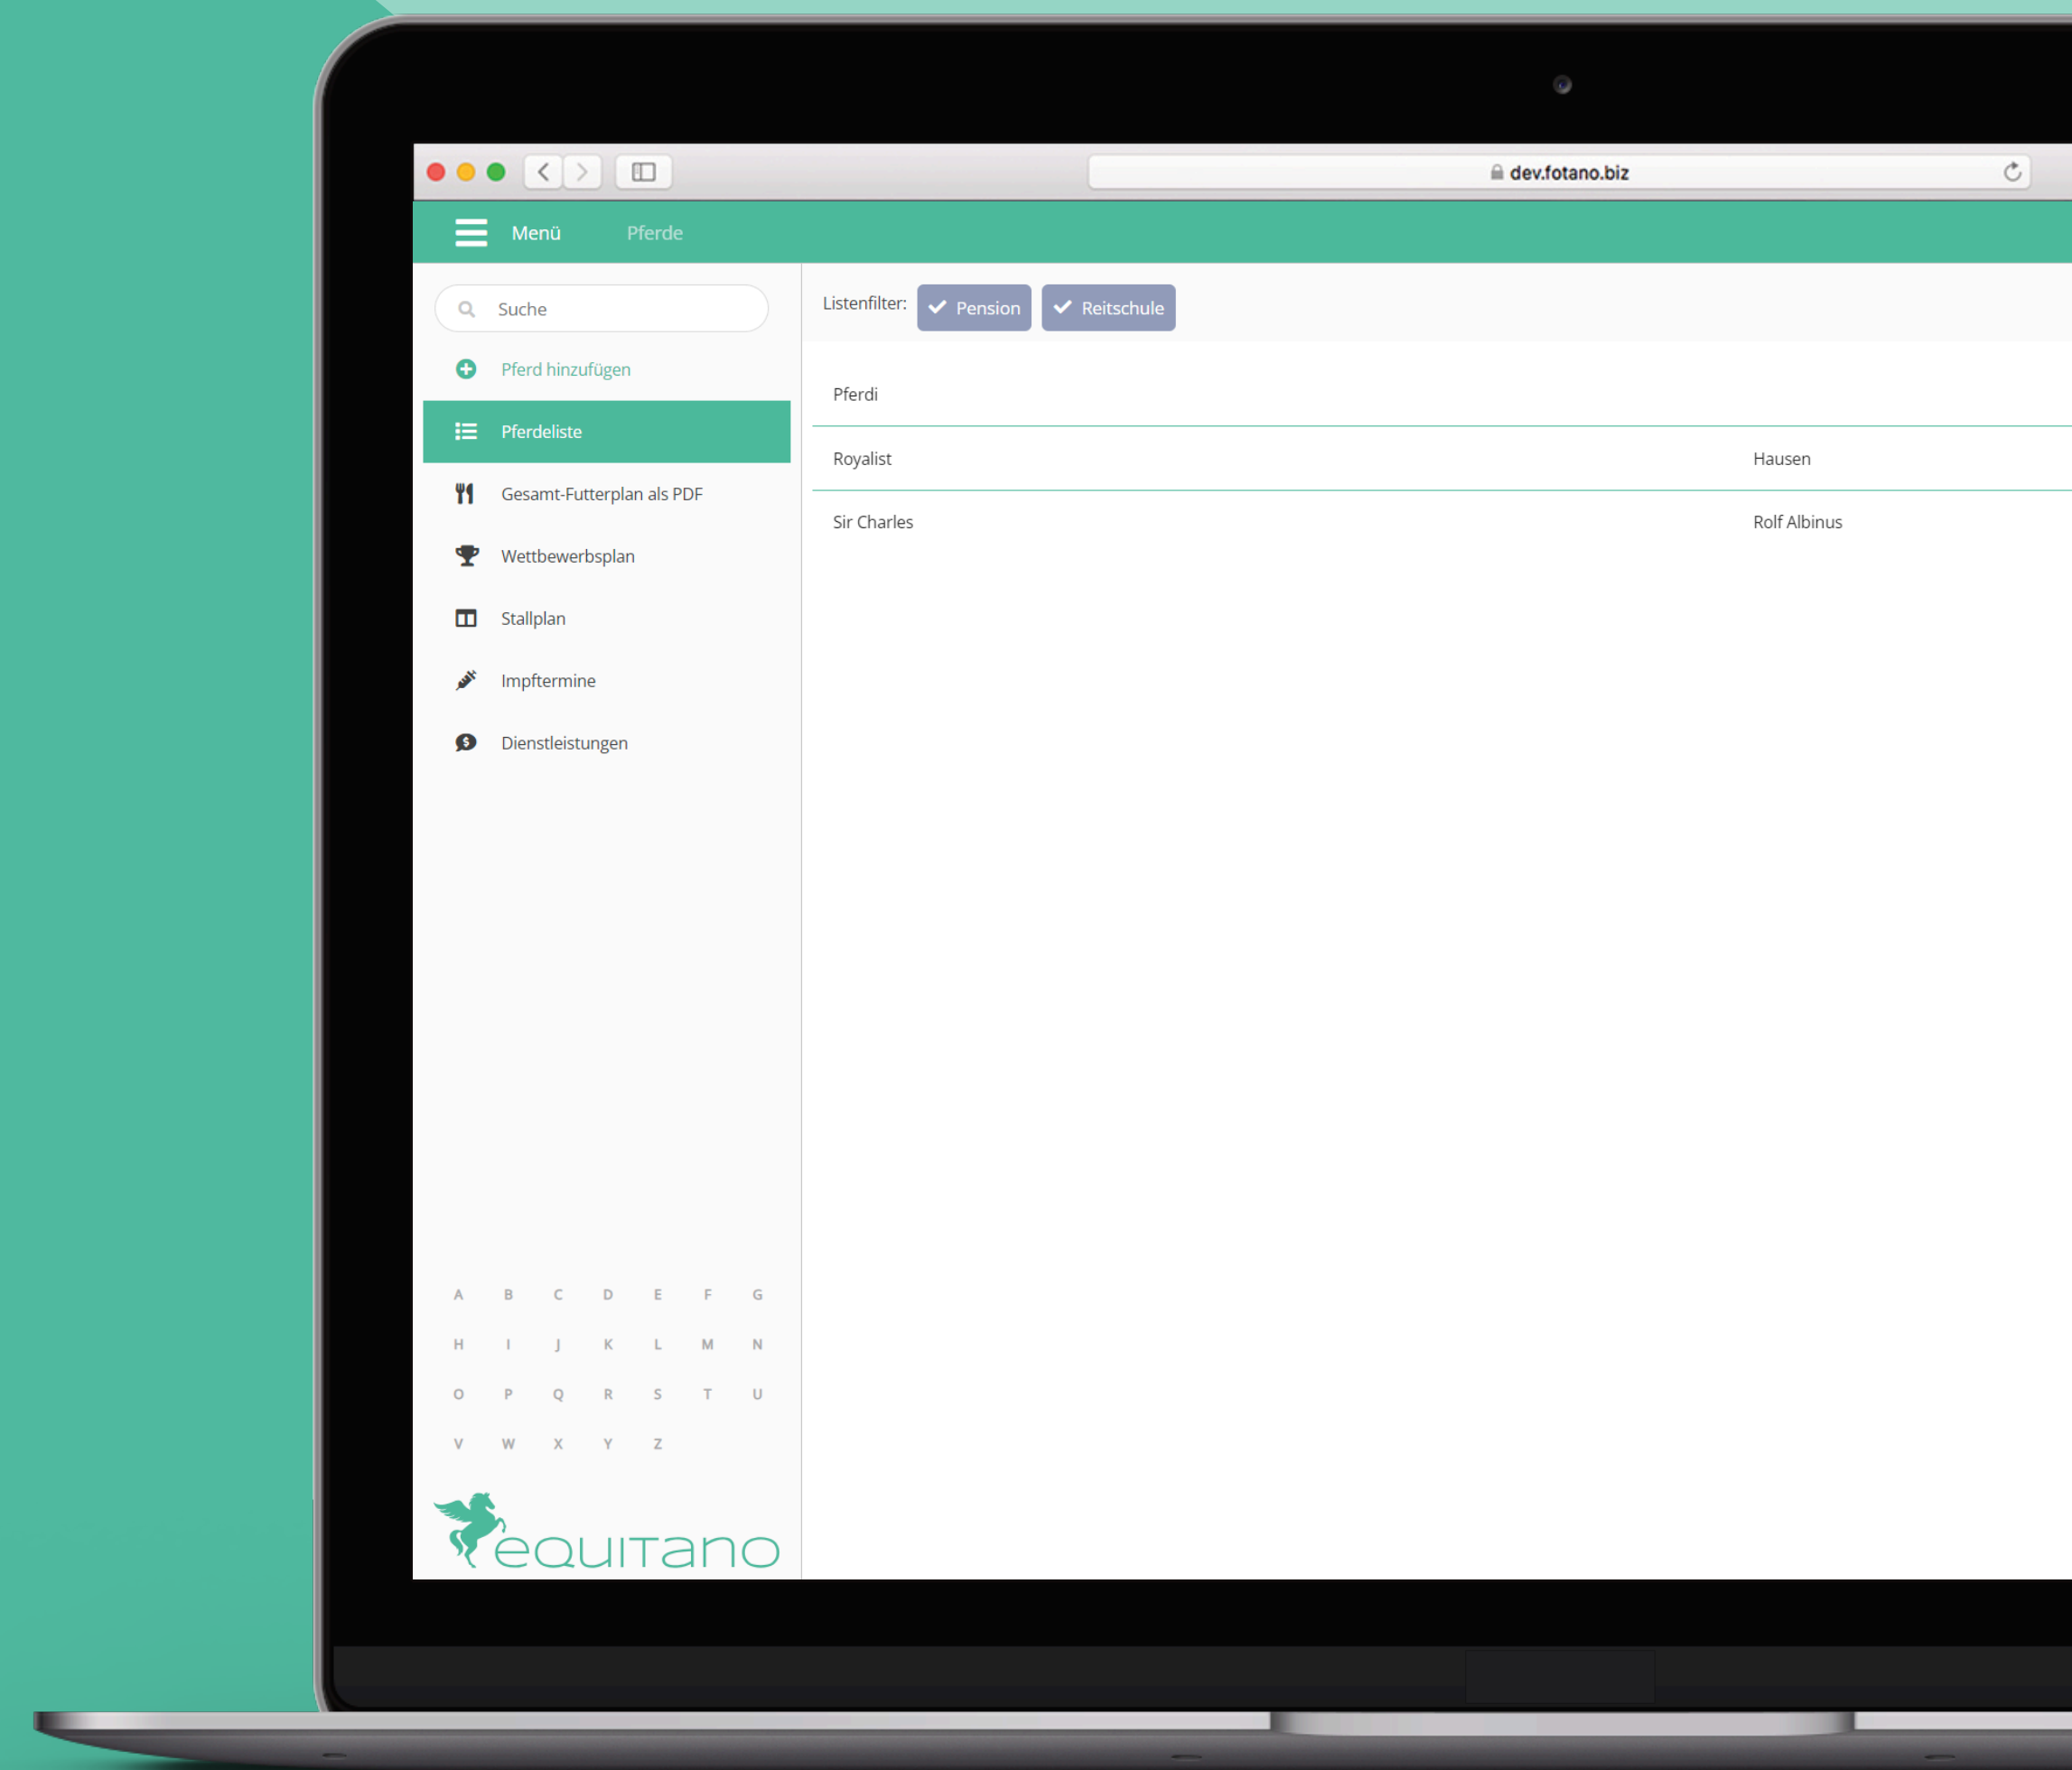 dev.fotano.biz
Menü Pferde
Suche
Pferd hinzufügen
Pferdeliste
Gesamt-Futterplan als PDF
Wettbewerbsplan
Stallplan
Impftermine
Dienstleistungen
A B C D E F G
H I J K L M N
O P Q R S T U
V W X Y Z
equitano
Listenfilter: Pension Reitschule
Pferdi
Royalist Hausen
Sir Charles Rolf Albinus